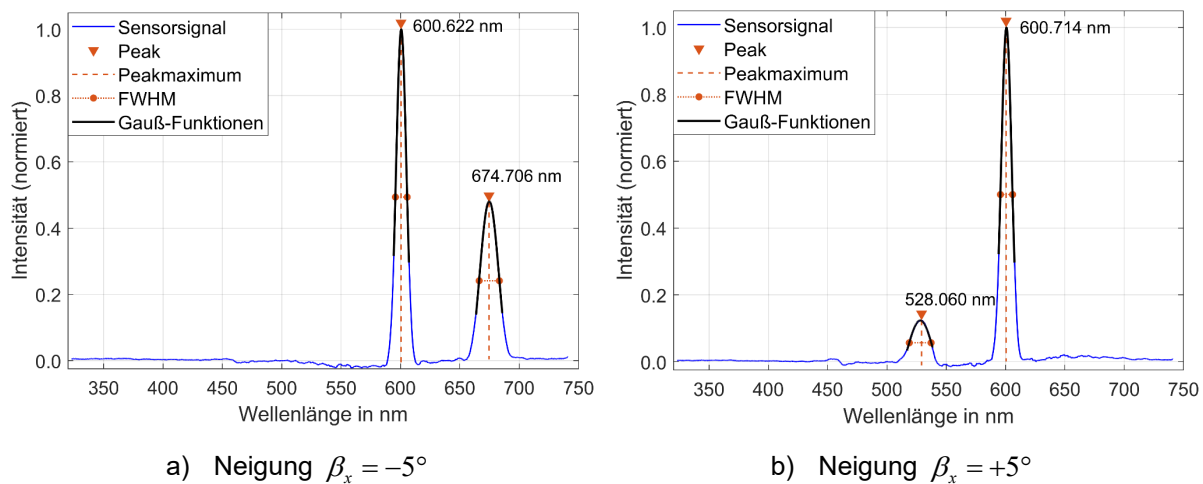 Sensorsignal
Peak
Peakmaximum
FWHM
Gauß-Funktionen
600.622 nm
674.706 nm
Intensität (normiert)
1.0
0.8
0.6
0.4
0.2
0.0
350 400 450 500 550 600 650 700 750
Wellenlänge in nm
a) Neigung βₓ = −5°
Sensorsignal
Peak
Peakmaximum
FWHM
Gauß-Funktionen
600.714 nm
528.060 nm
Intensität (normiert)
1.0
0.8
0.6
0.4
0.2
0.0
350 400 450 500 550 600 650 700 750
Wellenlänge in nm
b) Neigung βₓ = +5°